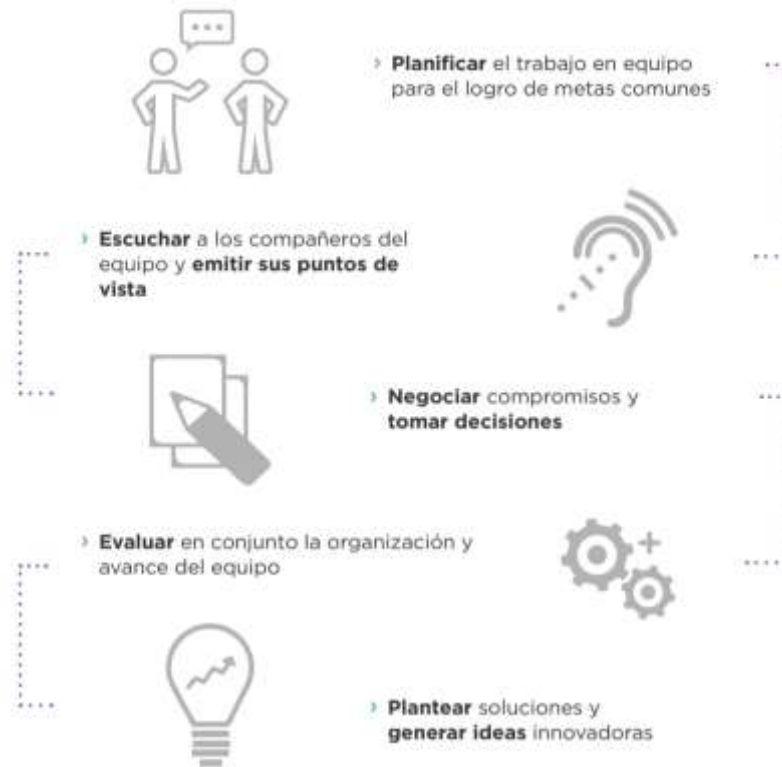 › Planificar el trabajo en equipo
para el logro de metas comunes
› Escuchar a los compañeros del
equipo y emitir sus puntos de
vista
› Negociar compromisos y
tomar decisiones
› Evaluar en conjunto la organización y
avance del equipo
› Plantear soluciones y
generar ideas innovadoras